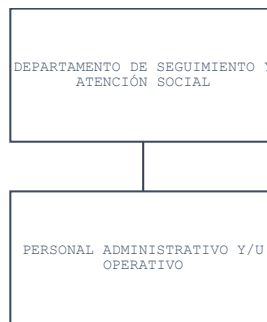 DEPARTAMENTO DE SEGUIMIENTO Y
ATENCIÓN SOCIAL
PERSONAL ADMINISTRATIVO Y/U
OPERATIVO